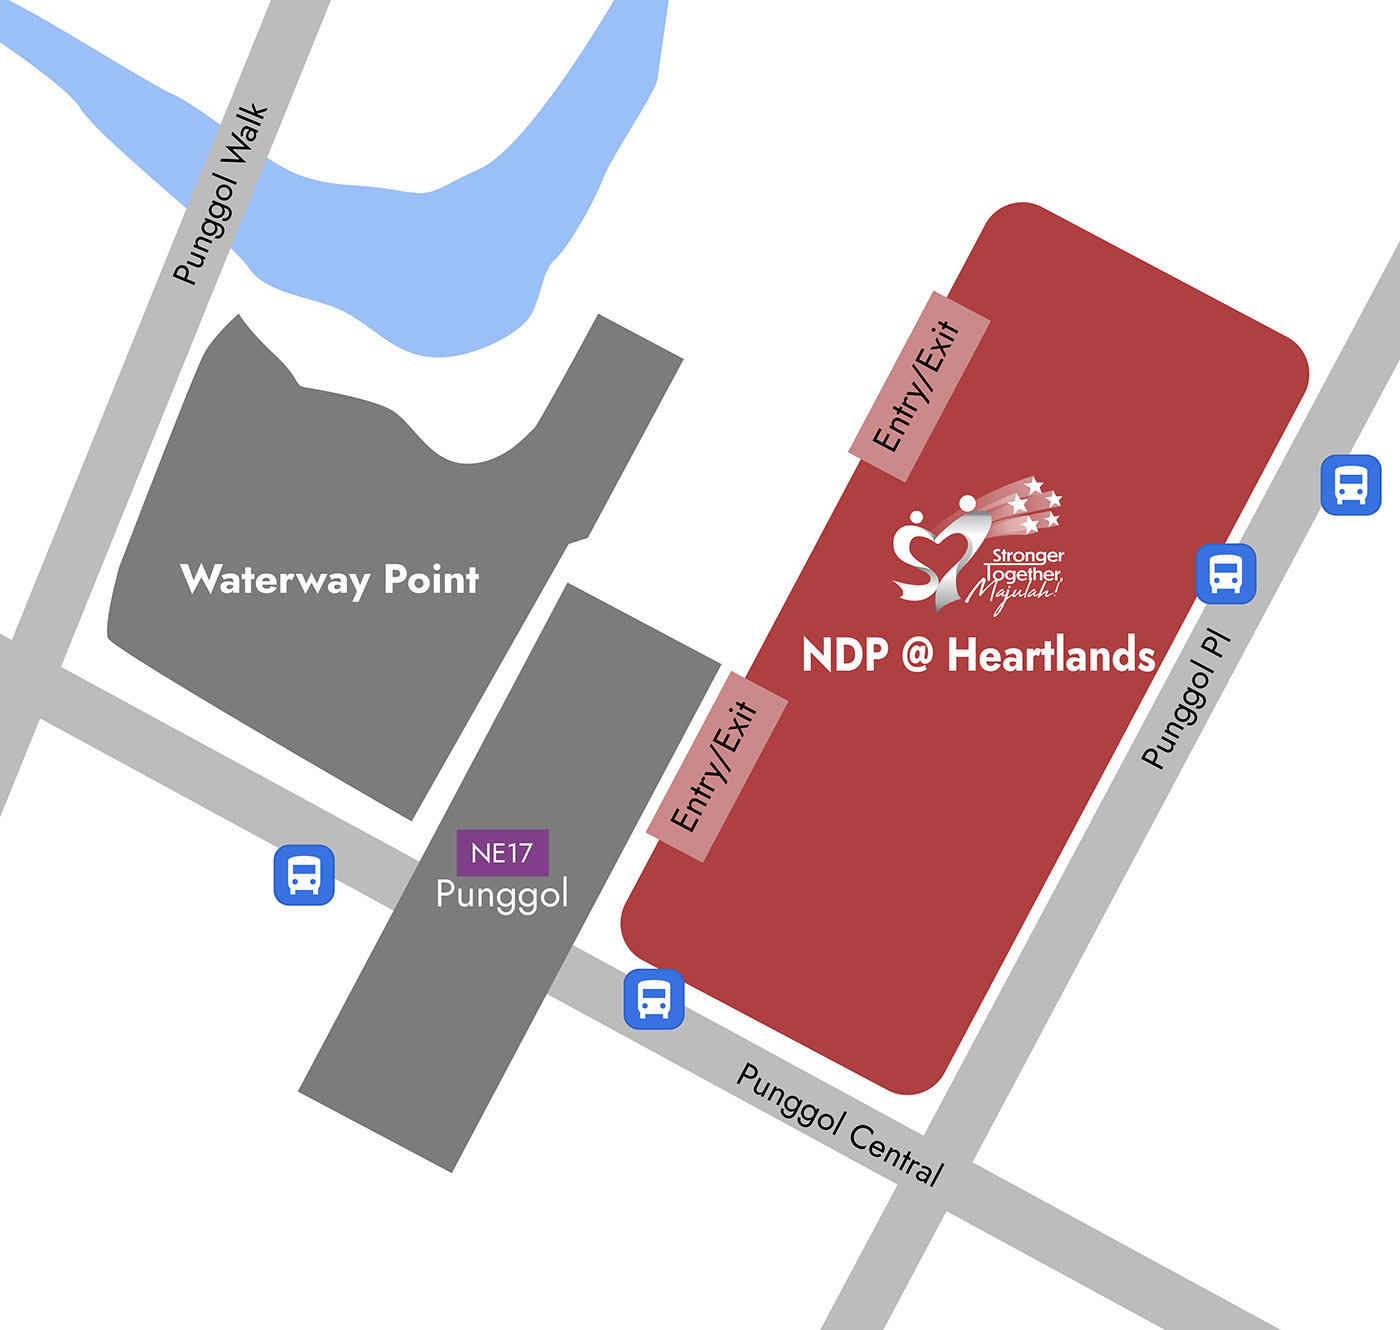 Punggol Walk
Entry/Exit
Stronger
Together,
Majulah!
Waterway Point
NDP @ Heartlands
Punggol Pl
Entry/Exit
NE17
Punggol
Punggol Central